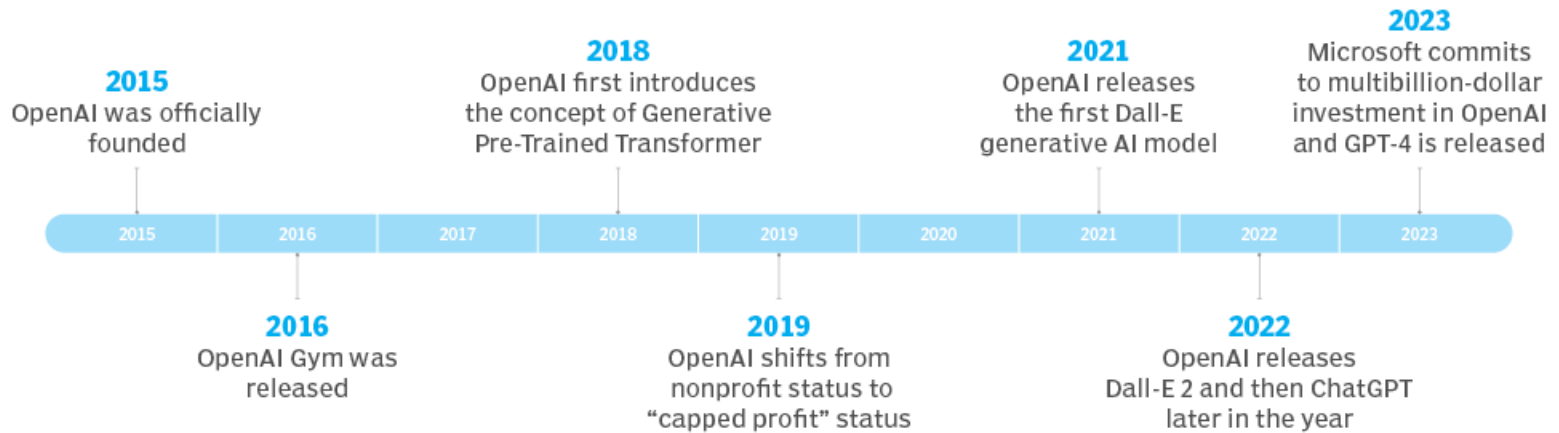 2015
OpenAI was officially
founded
2018
OpenAI first introduces
the concept of Generative
Pre-Trained Transformer
2021
OpenAI releases
the first Dall-E
generative AI model
2023
Microsoft commits
to multibillion-dollar
investment in OpenAI
and GPT-4 is released
2015 2016 2017 2018 2019 2020 2021 2022 2023
2016
OpenAI Gym was
released
2019
OpenAI shifts from
nonprofit status to
“capped profit” status
2022
OpenAI releases
Dall-E 2 and then ChatGPT
later in the year